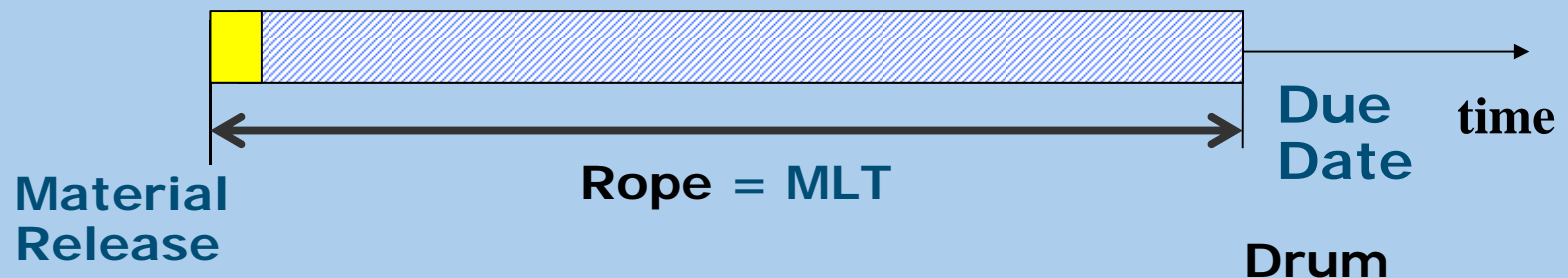 Due
Date
time
Rope = MLT
Material
Release
Drum